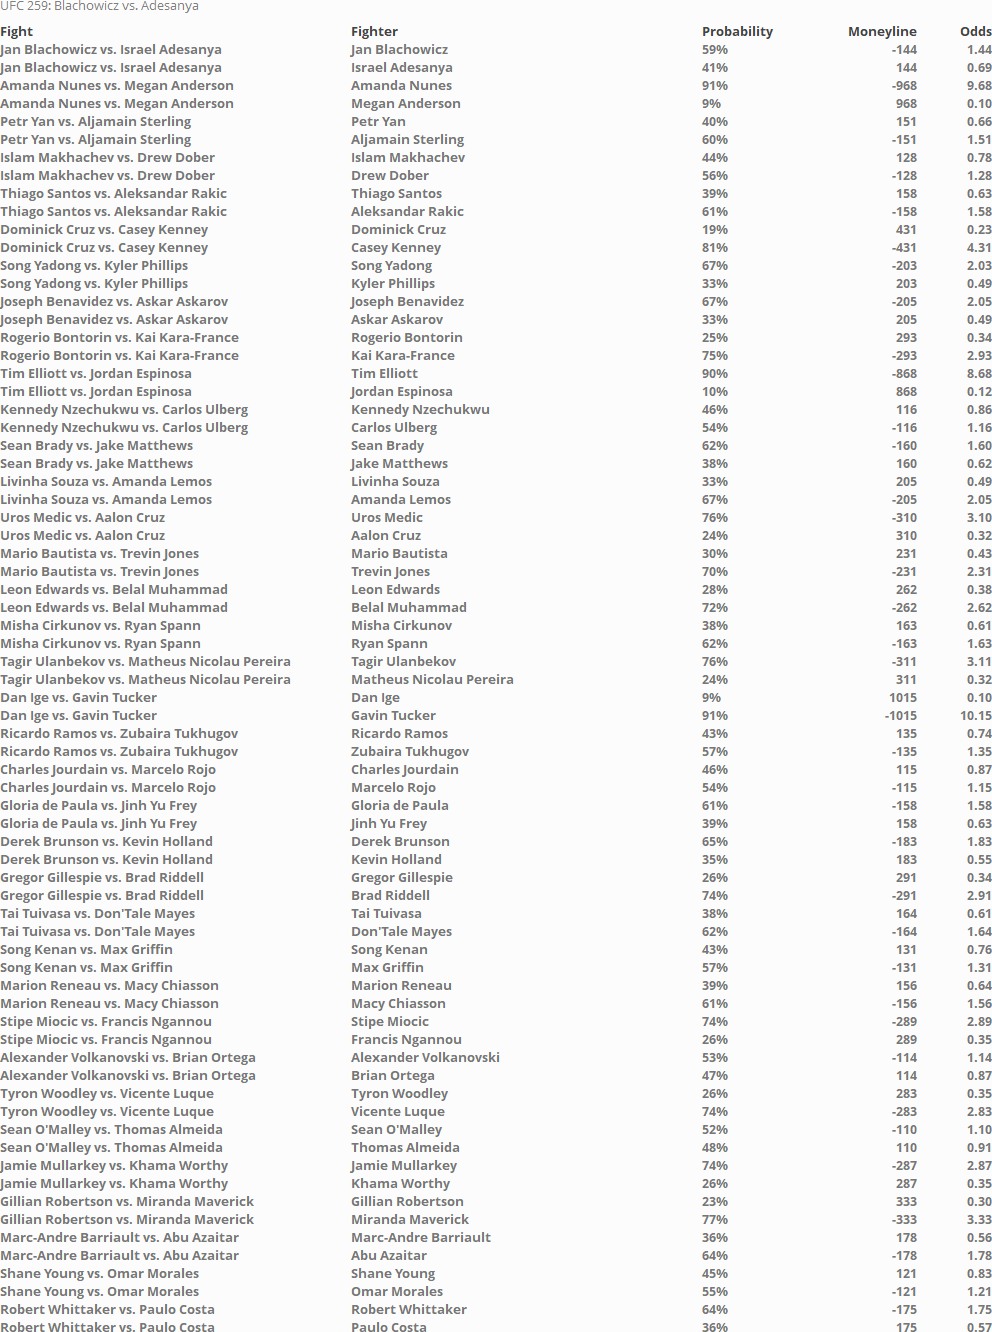 UFC 259: Blachowicz vs. Adesanya
Fight Fighter Probability Moneyline Odds
Jan Blachowicz vs. Israel Adesanya Jan Blachowicz 59% -144 1.44
Jan Blachowicz vs. Israel Adesanya Israel Adesanya 41% 144 0.69
Amanda Nunes vs. Megan Anderson Amanda Nunes 91% -968 9.68
Amanda Nunes vs. Megan Anderson Megan Anderson 9% 968 0.10
Petr Yan vs. Aljamain Sterling Petr Yan 40% 151 0.66
Petr Yan vs. Aljamain Sterling Aljamain Sterling 60% -151 1.51
Islam Makhachev vs. Drew Dober Islam Makhachev 44% 128 0.78
Islam Makhachev vs. Drew Dober Drew Dober 56% -128 1.28
Thiago Santos vs. Aleksandar Rakic Thiago Santos 39% 158 0.63
Thiago Santos vs. Aleksandar Rakic Aleksandar Rakic 61% -158 1.58
Dominick Cruz vs. Casey Kenney Dominick Cruz 19% 431 0.23
Dominick Cruz vs. Casey Kenney Casey Kenney 81% -431 4.31
Song Yadong vs. Kyler Phillips Song Yadong 67% -203 2.03
Song Yadong vs. Kyler Phillips Kyler Phillips 33% 203 0.49
Joseph Benavidez vs. Askar Askarov Joseph Benavidez 67% -205 2.05
Joseph Benavidez vs. Askar Askarov Askar Askarov 33% 205 0.49
Rogerio Bontorin vs. Kai Kara-France Rogerio Bontorin 25% 293 0.34
Rogerio Bontorin vs. Kai Kara-France Kai Kara-France 75% -293 2.93
Tim Elliott vs. Jordan Espinosa Tim Elliott 90% -868 8.68
Tim Elliott vs. Jordan Espinosa Jordan Espinosa 10% 868 0.12
Kennedy Nzechukwu vs. Carlos Ulberg Kennedy Nzechukwu 46% 116 0.86
Kennedy Nzechukwu vs. Carlos Ulberg Carlos Ulberg 54% -116 1.16
Sean Brady vs. Jake Matthews Sean Brady 62% -160 1.60
Sean Brady vs. Jake Matthews Jake Matthews 38% 160 0.62
Livinha Souza vs. Amanda Lemos Livinha Souza 33% 205 0.49
Livinha Souza vs. Amanda Lemos Amanda Lemos 67% -205 2.05
Uros Medic vs. Aalon Cruz Uros Medic 76% -310 3.10
Uros Medic vs. Aalon Cruz Aalon Cruz 24% 310 0.32
Mario Bautista vs. Trevin Jones Mario Bautista 30% 231 0.43
Mario Bautista vs. Trevin Jones Trevin Jones 70% -231 2.31
Leon Edwards vs. Belal Muhammad Leon Edwards 28% 262 0.38
Leon Edwards vs. Belal Muhammad Belal Muhammad 72% -262 2.62
Misha Cirkunov vs. Ryan Spann Misha Cirkunov 38% 163 0.61
Misha Cirkunov vs. Ryan Spann Ryan Spann 62% -163 1.63
Tagir Ulanbekov vs. Matheus Nicolau Pereira Tagir Ulanbekov 76% -311 3.11
Tagir Ulanbekov vs. Matheus Nicolau Pereira Matheus Nicolau Pereira 24% 311 0.32
Dan Ige vs. Gavin Tucker Dan Ige 9% 1015 0.10
Dan Ige vs. Gavin Tucker Gavin Tucker 91% -1015 10.15
Ricardo Ramos vs. Zubaira Tukhugov Ricardo Ramos 43% 135 0.74
Ricardo Ramos vs. Zubaira Tukhugov Zubaira Tukhugov 57% -135 1.35
Charles Jourdain vs. Marcelo Rojo Charles Jourdain 46% 115 0.87
Charles Jourdain vs. Marcelo Rojo Marcelo Rojo 54% -115 1.15
Gloria de Paula vs. Jinh Yu Frey Gloria de Paula 61% -158 1.58
Gloria de Paula vs. Jinh Yu Frey Jinh Yu Frey 39% 158 0.63
Derek Brunson vs. Kevin Holland Derek Brunson 65% -183 1.83
Derek Brunson vs. Kevin Holland Kevin Holland 35% 183 0.55
Gregor Gillespie vs. Brad Riddell Gregor Gillespie 26% 291 0.34
Gregor Gillespie vs. Brad Riddell Brad Riddell 74% -291 2.91
Tai Tuivasa vs. Don'Tale Mayes Tai Tuivasa 38% 164 0.61
Tai Tuivasa vs. Don'Tale Mayes Don'Tale Mayes 62% -164 1.64
Song Kenan vs. Max Griffin Song Kenan 43% 131 0.76
Song Kenan vs. Max Griffin Max Griffin 57% -131 1.31
Marion Reneau vs. Macy Chiasson Marion Reneau 39% 156 0.64
Marion Reneau vs. Macy Chiasson Macy Chiasson 61% -156 1.56
Stipe Miocic vs. Francis Ngannou Stipe Miocic 74% -289 2.89
Stipe Miocic vs. Francis Ngannou Francis Ngannou 26% 289 0.35
Alexander Volkanovski vs. Brian Ortega Alexander Volkanovski 53% -114 1.14
Alexander Volkanovski vs. Brian Ortega Brian Ortega 47% 114 0.87
Tyron Woodley vs. Vicente Luque Tyron Woodley 26% 283 0.35
Tyron Woodley vs. Vicente Luque Vicente Luque 74% -283 2.83
Sean O'Malley vs. Thomas Almeida Sean O'Malley 52% -110 1.10
Sean O'Malley vs. Thomas Almeida Thomas Almeida 48% 110 0.91
Jamie Mullarkey vs. Khama Worthy Jamie Mullarkey 74% -287 2.87
Jamie Mullarkey vs. Khama Worthy Khama Worthy 26% 287 0.35
Gillian Robertson vs. Miranda Maverick Gillian Robertson 23% 333 0.30
Gillian Robertson vs. Miranda Maverick Miranda Maverick 77% -333 3.33
Marc-Andre Barriault vs. Abu Azaitar Marc-Andre Barriault 36% 178 0.56
Marc-Andre Barriault vs. Abu Azaitar Abu Azaitar 64% -178 1.78
Shane Young vs. Omar Morales Shane Young 45% 121 0.83
Shane Young vs. Omar Morales Omar Morales 55% -121 1.21
Robert Whittaker vs. Paulo Costa Robert Whittaker 64% -175 1.75
Robert Whittaker vs. Paulo Costa Paulo Costa 36% 175 0.57